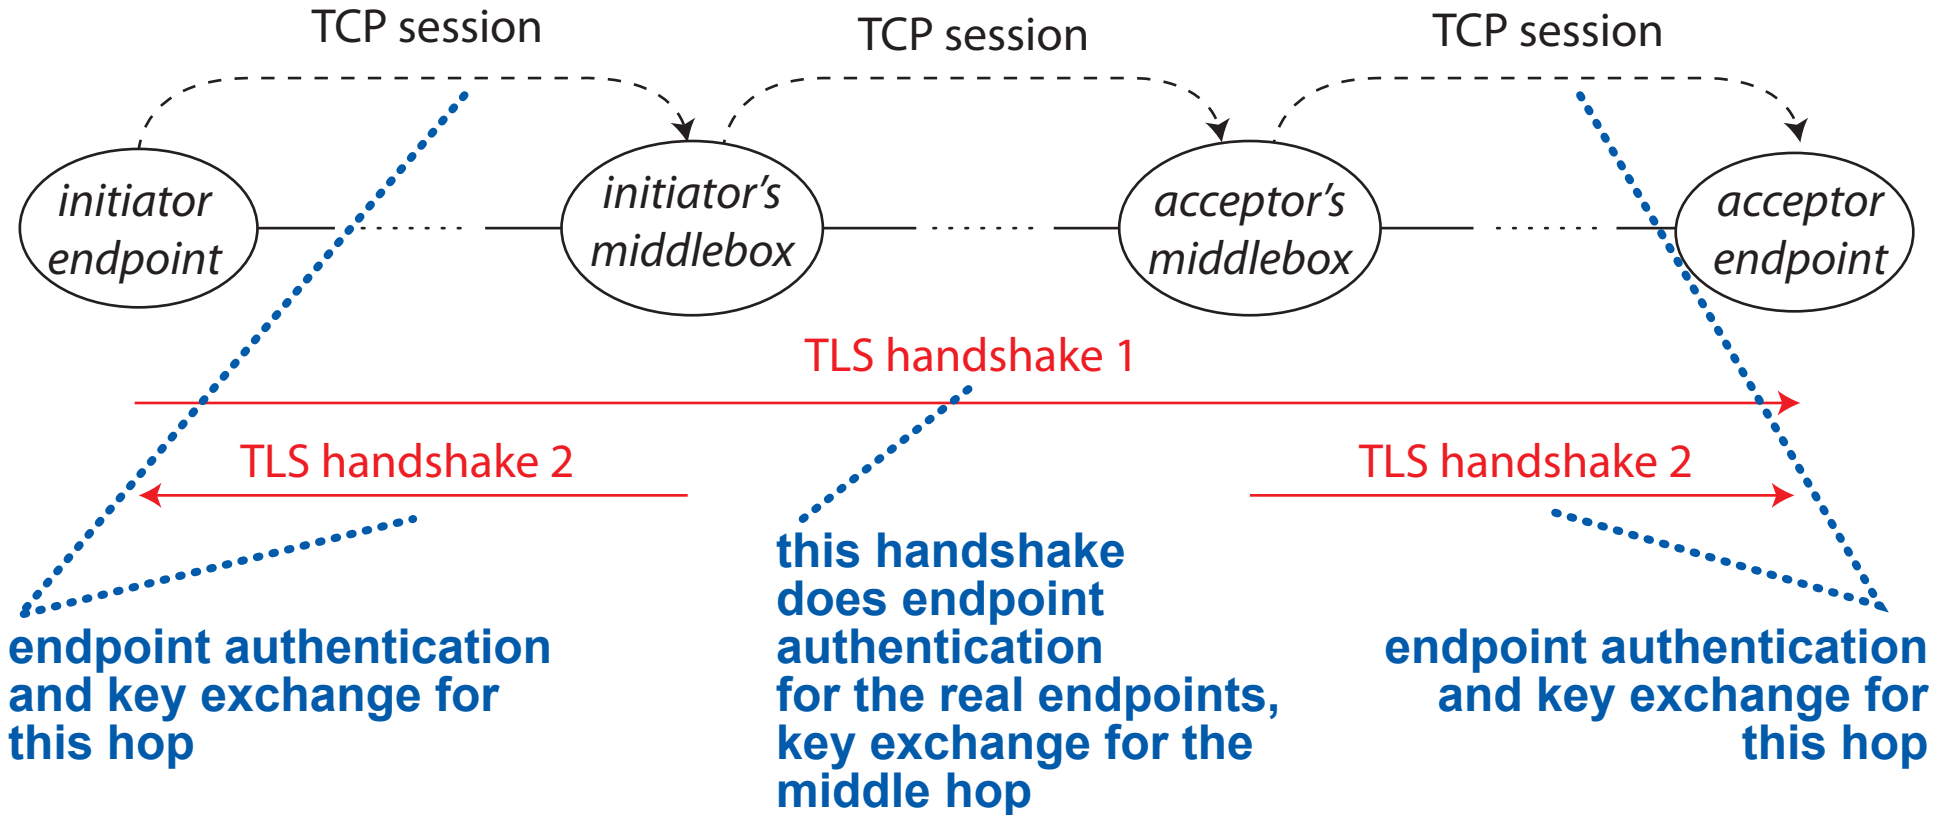 TCP session
TCP session
TCP session
initiator
endpoint
initiator's
middlebox
acceptor's
middlebox
acceptor
endpoint
TLS handshake 1
TLS handshake 2
TLS handshake 2
endpoint authentication
and key exchange for
this hop
this handshake
does endpoint
authentication
for the real endpoints,
key exchange for the
middle hop
endpoint authentication
and key exchange for
this hop